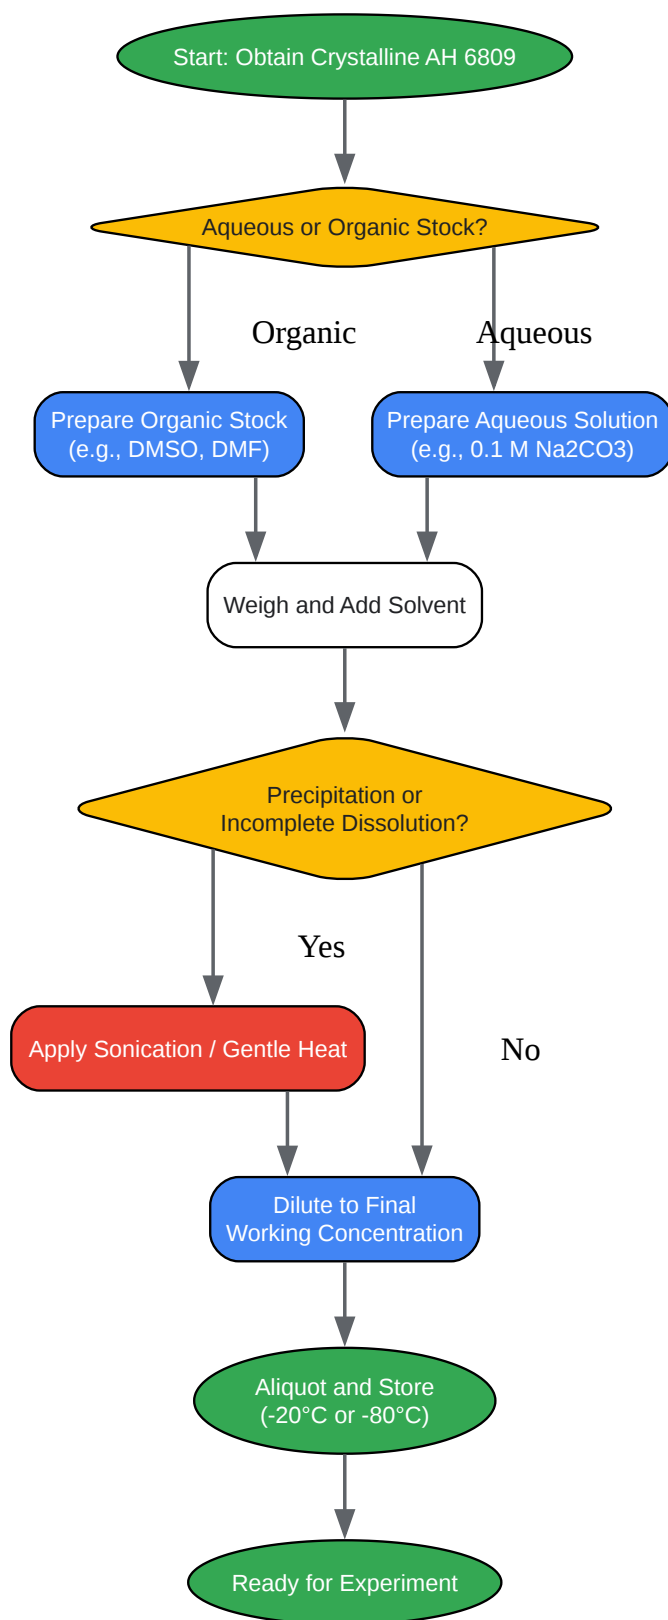 Start: Obtain Crystalline AH 6809
Aqueous or Organic Stock?
Organic
Aqueous
Prepare Organic Stock
(e.g., DMSO, DMF)
Prepare Aqueous Solution
(e.g., 0.1 M Na2CO3)
Weigh and Add Solvent
Precipitation or
Incomplete Dissolution?
Yes
Apply Sonication / Gentle Heat
No
Dilute to Final
Working Concentration
Aliquot and Store
(-20°C or -80°C)
Ready for Experiment